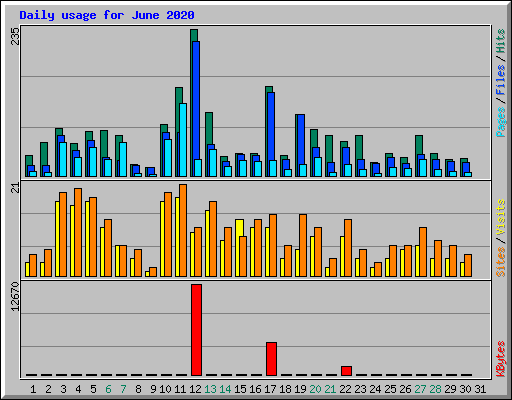 Daily usage for June 2020
235
Pages / Files / Hits
21
Sites / Visits
12670
KBytes
1 2 3 4 5 6 7 8 9 10 11 12 13 14 15 16 17 18 19 20 21 22 23 24 25 26 27 28 29 30 31